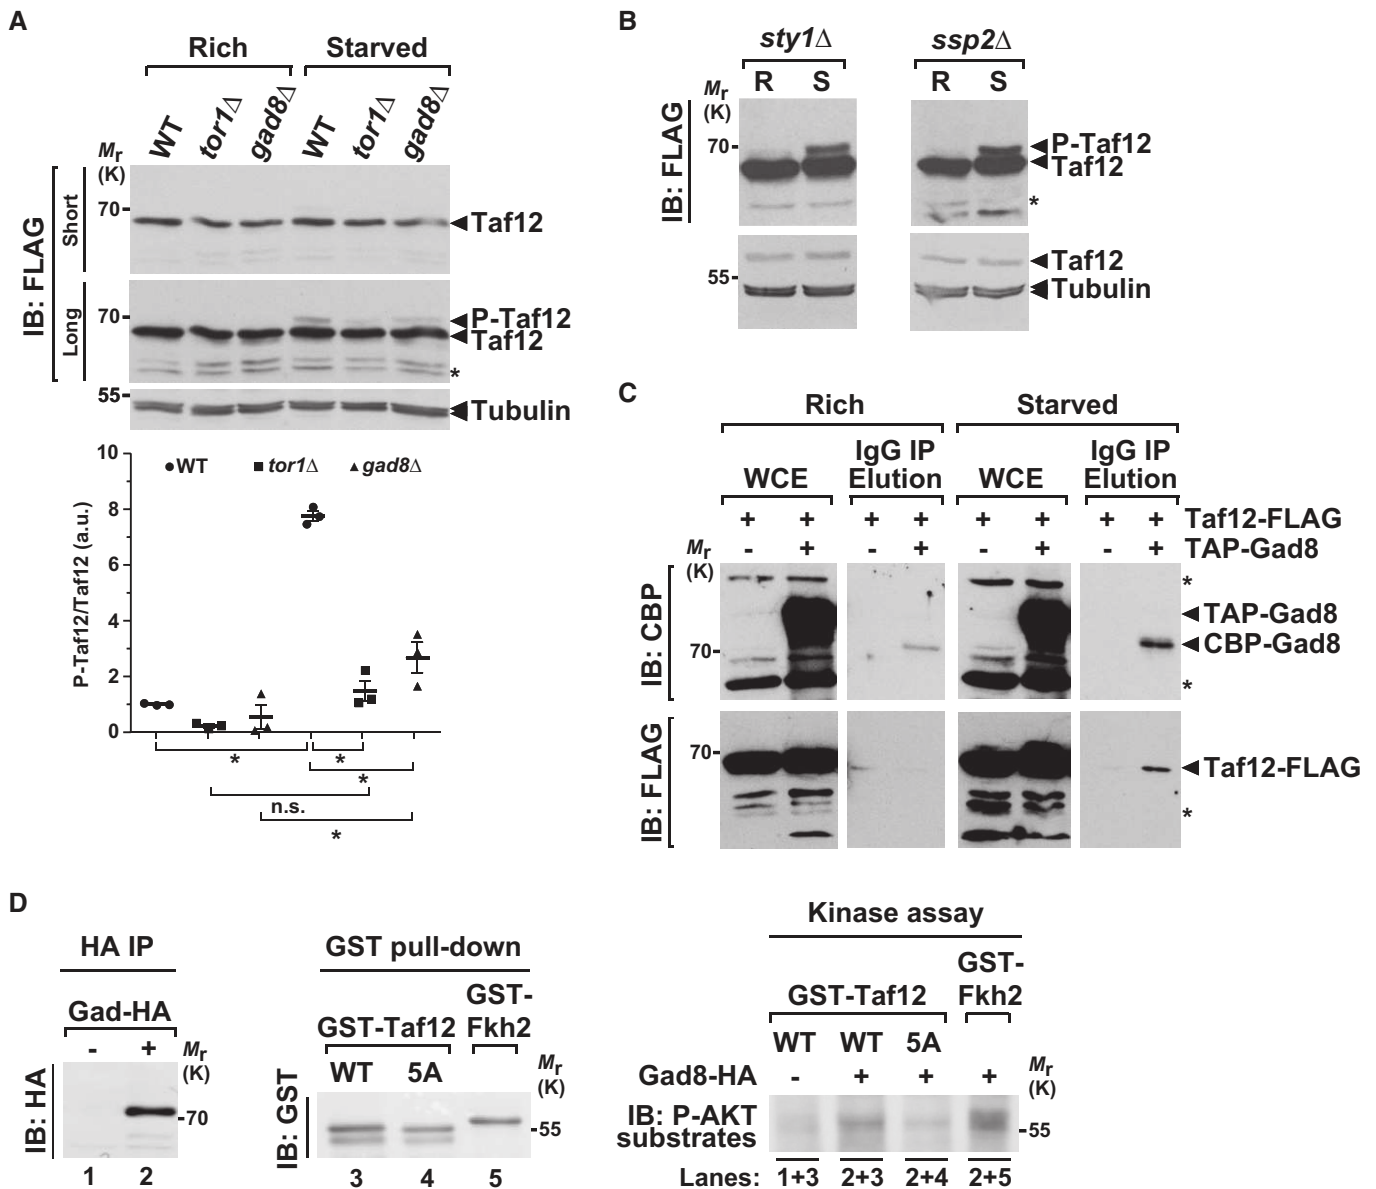 A
Rich
Starved
WT
tor1Δ
gad8Δ
WT
tor1Δ
gad8Δ
Mr
(K)
IB: FLAG
Short
70
Taf12
Long
70
P-Taf12
Taf12
*
55
Tubulin
10
8
6
4
2
0
P-Taf12/Taf12 (a.u.)
WT
tor1Δ
gad8Δ
*
*
*
n.s.
*
B
sty1Δ
ssp2Δ
R
S
R
S
Mr
(K)
IB: FLAG
70
P-Taf12
Taf12
*
55
Taf12
Tubulin
C
Rich
Starved
WCE
IgG IP
Elution
WCE
IgG IP
Elution
+ + + + + + + + Taf12-FLAG
- + - + - + - + TAP-Gad8
Mr
(K)
IB: CBP
70
*
TAP-Gad8
CBP-Gad8
*
IB: FLAG
70
Taf12-FLAG
*
D
HA IP
Gad-HA
- +
Mr
(K)
IB: HA
70
1 2
GST pull-down
GST-Taf12
GST-
Fkh2
WT 5A
Mr
(K)
IB: GST
55
3 4 5
Kinase assay
GST-Taf12
GST-
Fkh2
WT WT 5A
Gad8-HA - + + +
Mr
(K)
IB: P-AKT
substrates
55
Lanes: 1+3 2+3 2+4 2+5